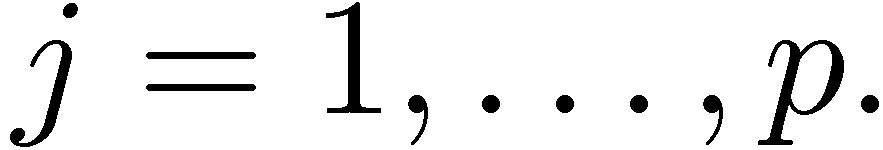 j = 1, . . . , p.